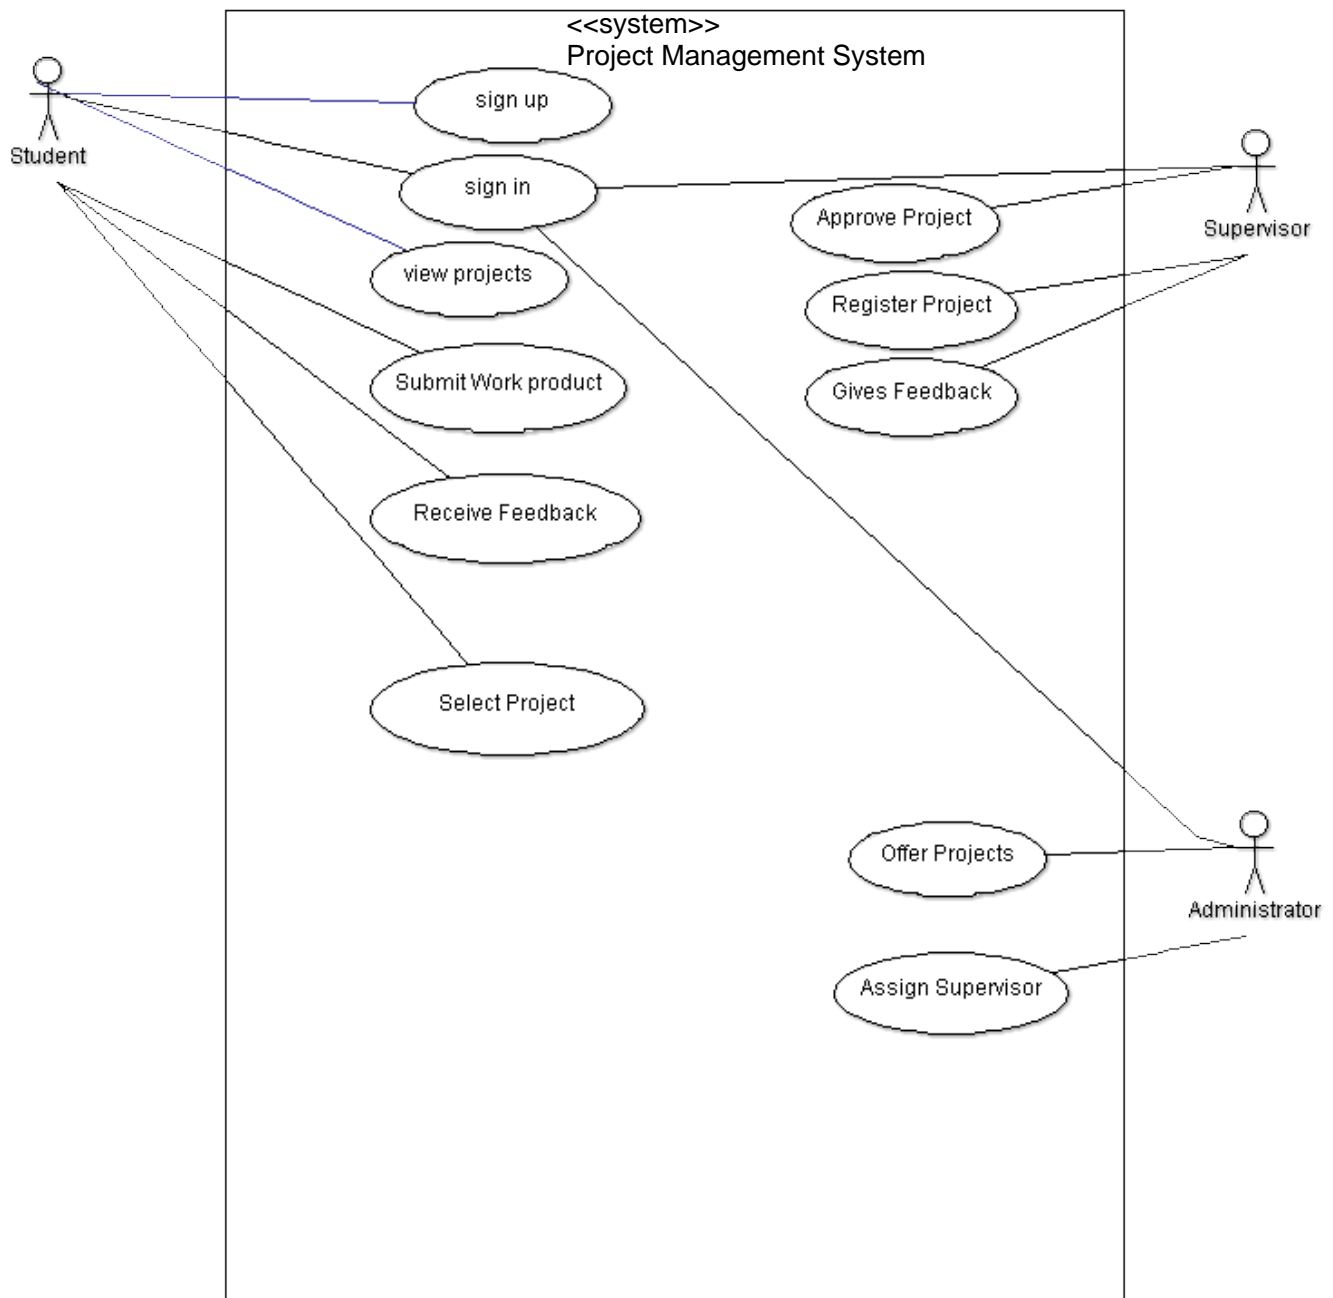 <<system>>
Project Management System
sign up
Student
sign in
Approve Project
Supervisor
view projects
Register Project
Submit Work product
Gives Feedback
Receive Feedback
Select Project
Offer Projects
Administrator
Assign Supervisor